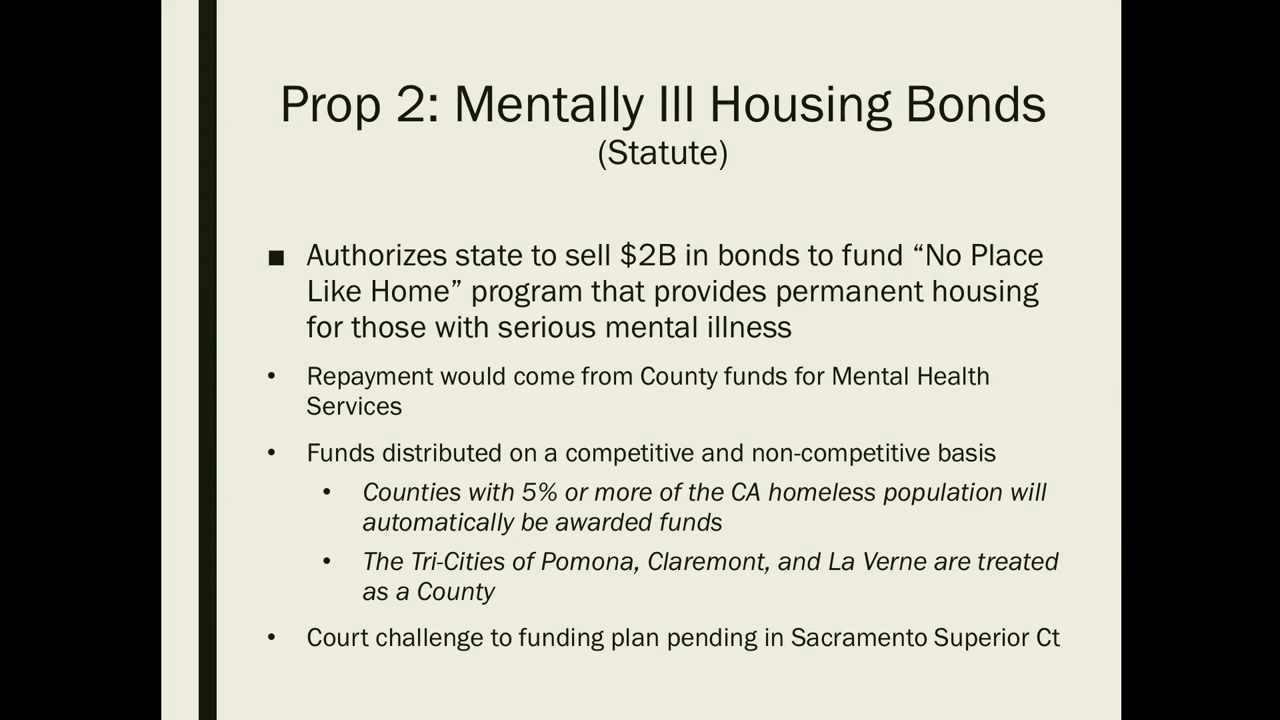 Prop 2: Mentally Ill Housing Bonds
(Statute)
■ Authorizes state to sell $2B in bonds to fund “No Place
Like Home” program that provides permanent housing
for those with serious mental illness
• Repayment would come from County funds for Mental Health
Services
• Funds distributed on a competitive and non-competitive basis
• Counties with 5% or more of the CA homeless population will
automatically be awarded funds
• The Tri-Cities of Pomona, Claremont, and La Verne are treated
as a County
• Court challenge to funding plan pending in Sacramento Superior Ct